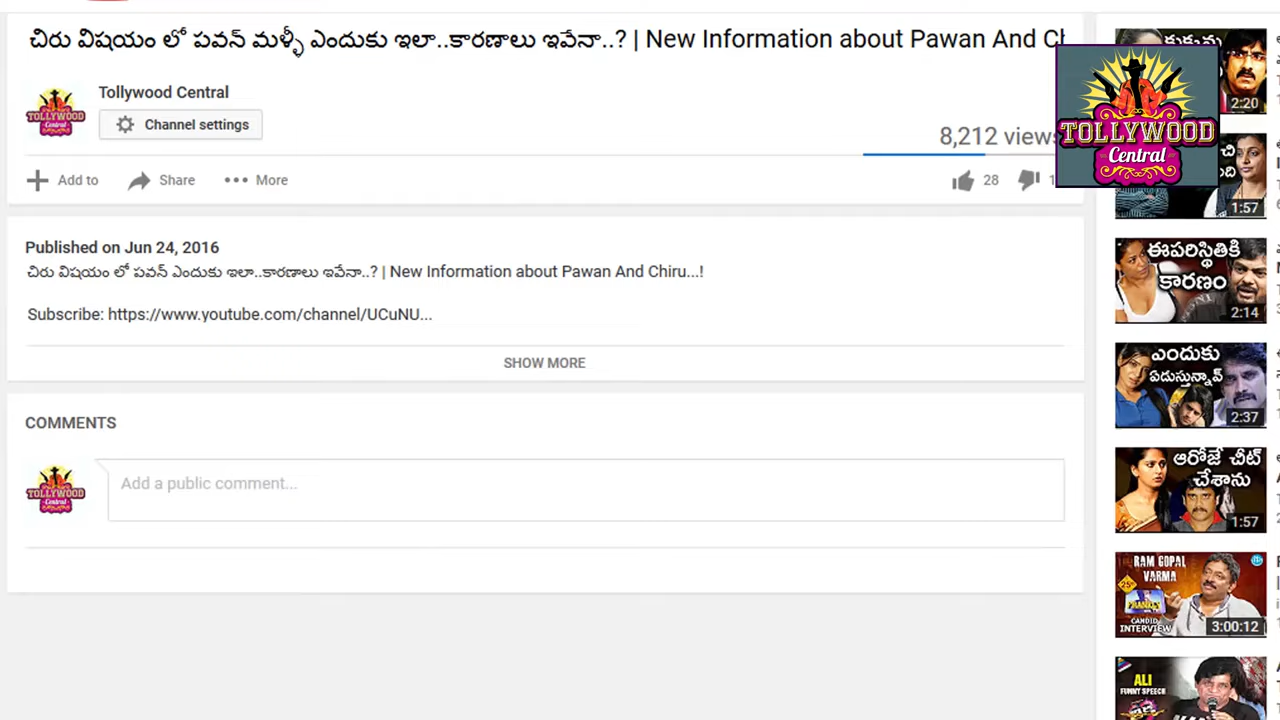 చిరు విషయం లో పవన్ మళ్ళీ ఎందుకు ఇలా..కారణాలు ఇవేనా..? | New Information about Pawan And Ch
Tollywood Central
Channel settings
8,212 views
Add to
Share
More
28
Published on Jun 24, 2016
చిరు విషయం లో పవన్ ఎందుకు ఇలా..కారణాలు ఇవేనా..? | New Information about Pawan And Chiru...!
Subscribe: https://www.youtube.com/channel/UCuNU...
SHOW MORE
COMMENTS
TOLLYWOOD
Central
Add a public comment...
TOLLYWOOD
Central
2:20
1:57
ఈపరిస్థితికి
కారణం
2:14
ఎందుకు
ఏడుస్తున్నావ్
2:37
ఆరోజే చీట్
చేశాను
1:57
RAM GOPAL
VARMA
25
FRANKLY
CANDID
INTERVIEW
3:00:12
ALI
FUNNY SPEECH